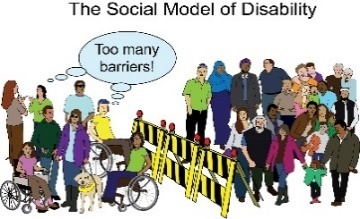 The Social Model of Disability
Too many
barriers!